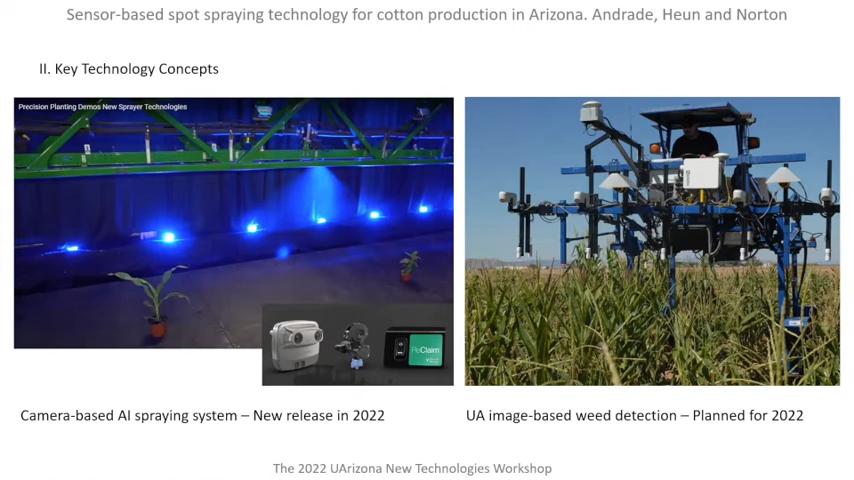 Sensor-based spot spraying technology for cotton production in Arizona. Andrade, Heun and Norton
II. Key Technology Concepts
Precision Planting Demos New Sprayer Technologies
ReClaim
Camera-based AI spraying system – New release in 2022
UA image-based weed detection – Planned for 2022
The 2022 UArizona New Technologies Workshop